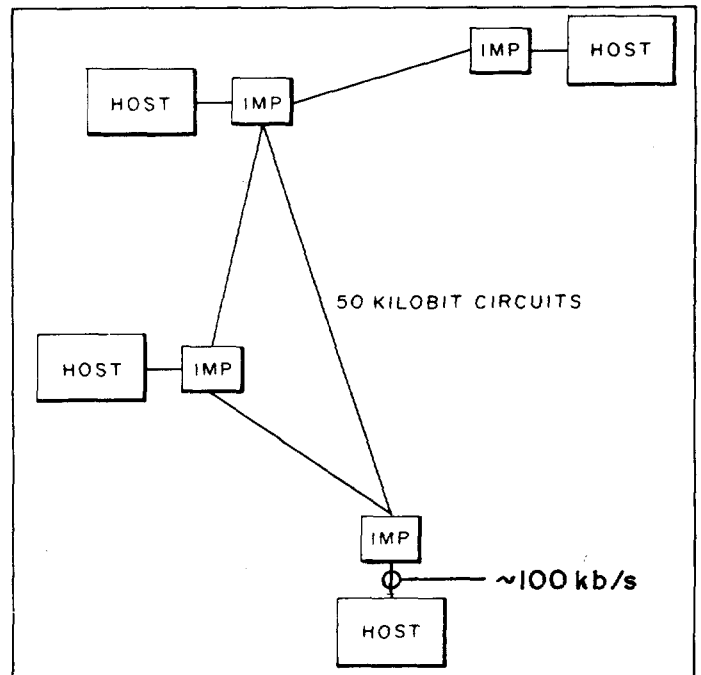 IMP HOST
HOST IMP
50 KILOBIT CIRCUITS
HOST IMP
IMP
~100 kb/s
HOST